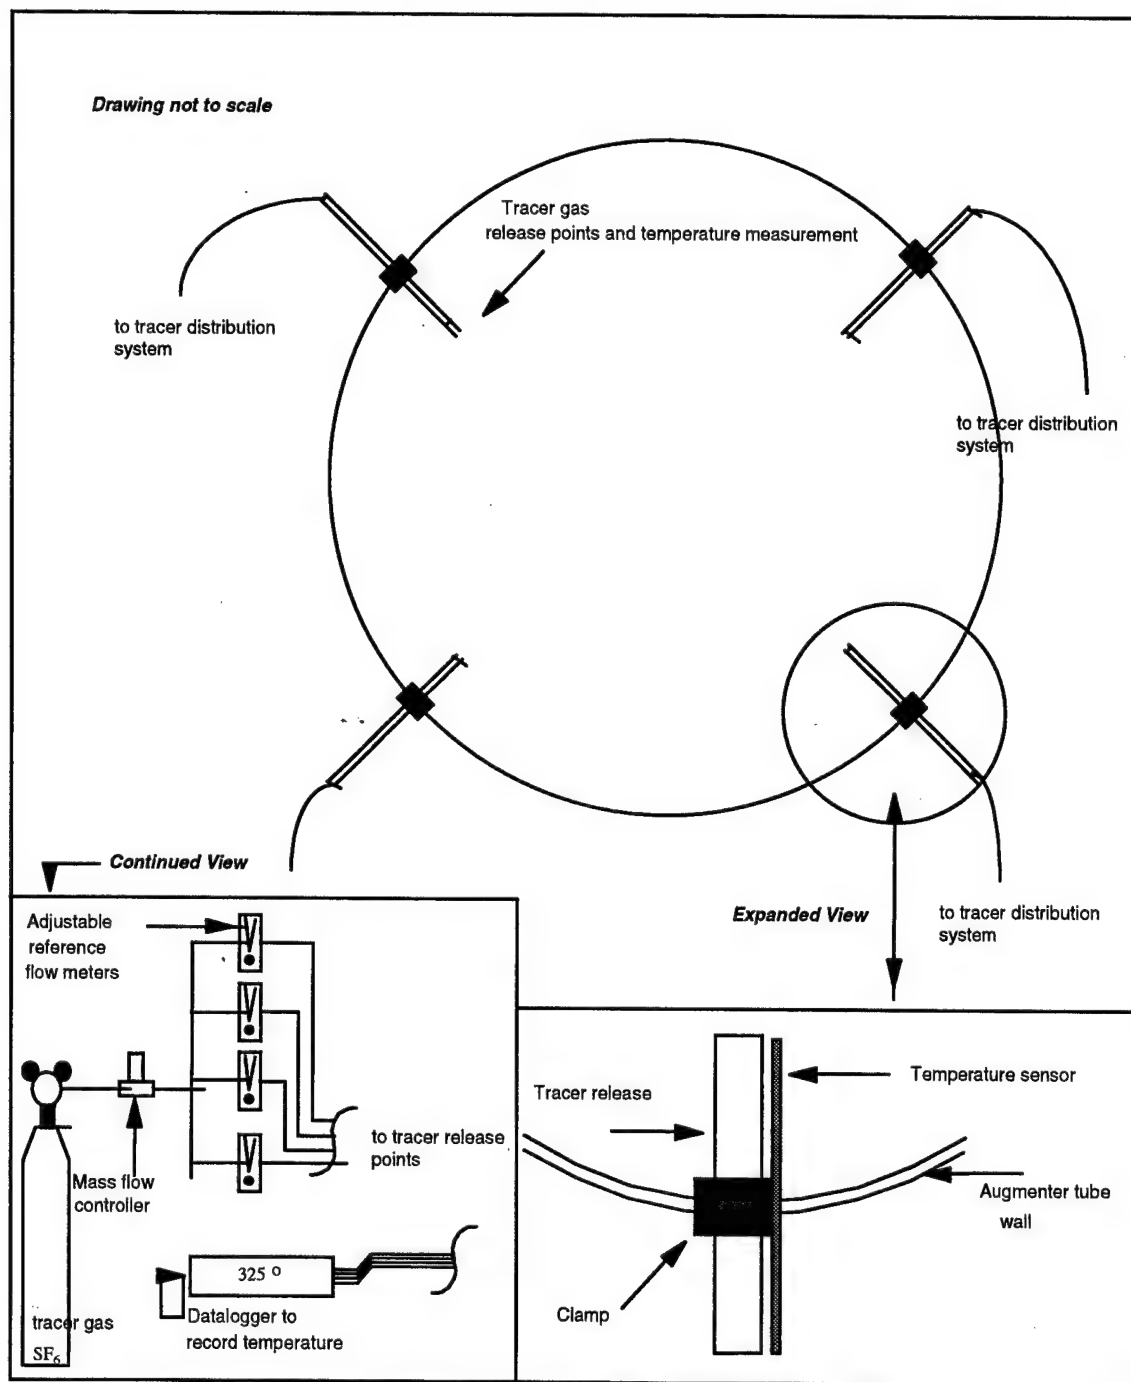 Drawing not to scale
Tracer gas
release points and temperature measurement
to tracer distribution
system
to tracer distribution
system
Continued View
Expanded View
to tracer distribution
system
Adjustable
reference
flow meters
Mass flow
controller
to tracer release
points
325 °
Datalogger to
record temperature
tracer gas
SF₆
Tracer release
Temperature sensor
Augmenter tube
wall
Clamp